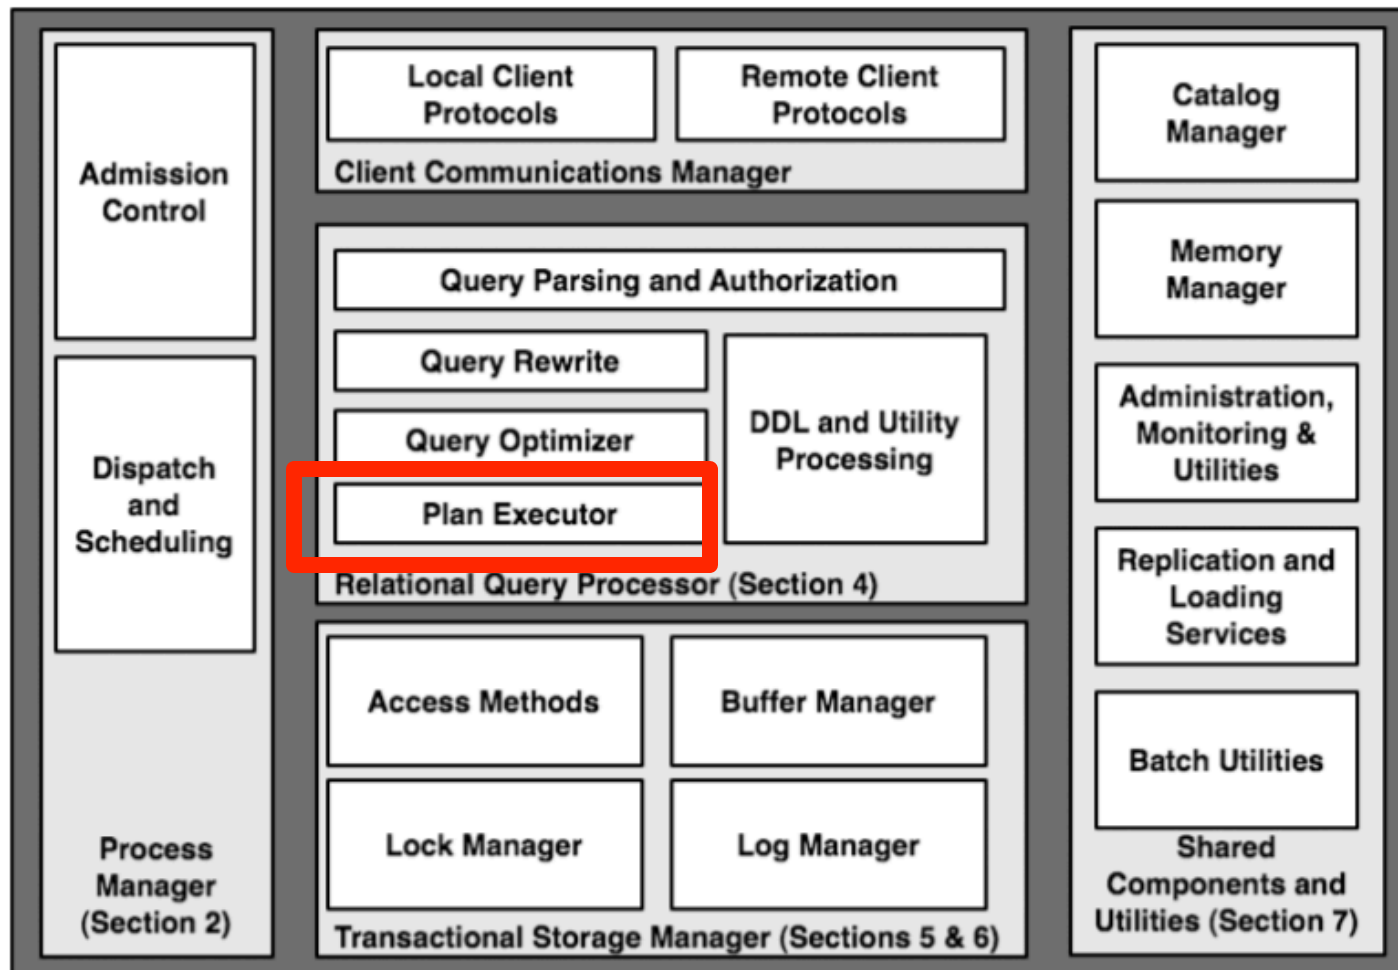 Admission
Control
Dispatch
and
Scheduling
Process
Manager
(Section 2)
Local Client
Protocols
Remote Client
Protocols
Client Communications Manager
Query Parsing and Authorization
Query Rewrite
Query Optimizer
Plan Executor
DDL and Utility
Processing
Relational Query Processor (Section 4)
Access Methods
Buffer Manager
Lock Manager
Log Manager
Transactional Storage Manager (Sections 5 & 6)
Catalog
Manager
Memory
Manager
Administration,
Monitoring &
Utilities
Replication and
Loading
Services
Batch Utilities
Shared
Components and
Utilities (Section 7)